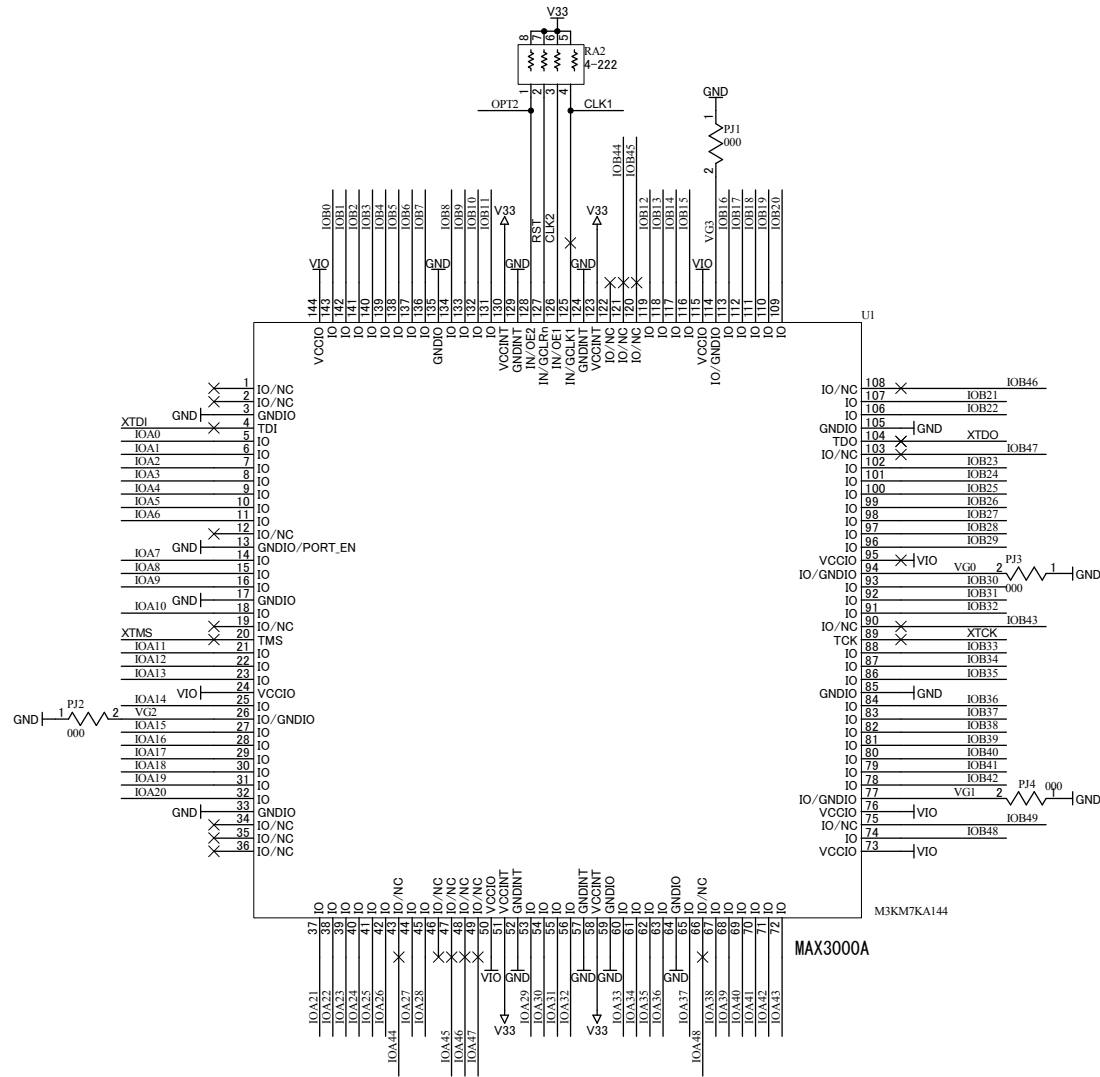 V33
8 7 6 5
RA2
4-222
1 2 3 4
OPT2
CLK1
GND
1
PJ1
000
2
IOB0 IOB1 IOB2 IOB3 IOB4 IOB5 IOB6 IOB7 IOB8 IOB9 IOB10 IOB11 RST CLK2 IOB44 IOB45 IOB12 IOB13 IOB14 IOB15 VG3 IOB16 IOB17 IOB18 IOB19 IOB20
VIO GND V33 GND GND V33 VIO
144 143 142 141 140 139 138 137 136 135 134 133 132 131 130 129 128 127 126 125 124 123 122 121 120 119 118 117 116 115 114 113 112 111 110 109
U1
VCCIO IO IO IO IO IO IO IO IO GNDIO IO IO IO IO VCCINT GNDINT IN/OE2 IN/GCLRn IN/OE1 IN/GCLK1 GNDINT VCCINT IO/NC IO/NC IO/NC IO IO IO IO VCCIO IO/GNDIO IO IO IO IO IO
1 IO/NC
2 IO/NC
GND 3 GNDIO
XTDI 4 TDI
IOA0 5 IO
IOA1 6 IO
IOA2 7 IO
IOA3 8 IO
IOA4 9 IO
IOA5 10 IO
IOA6 11 IO
12 IO/NC
GND 13 GNDIO/PORT_EN
IOA7 14 IO
IOA8 15 IO
IOA9 16 IO
GND 17 GNDIO
IOA10 18 IO
19 IO/NC
XTMS 20 TMS
IOA11 21 IO
IOA12 22 IO
IOA13 23 IO
VIO 24 VCCIO
IOA14 25 IO
GND 1 PJ2 000 2 VG2 26 IO/GNDIO
IOA15 27 IO
IOA16 28 IO
IOA17 29 IO
IOA18 30 IO
IOA19 31 IO
IOA20 32 IO
GND 33 GNDIO
34 IO/NC
35 IO/NC
36 IO/NC
IO/NC 108 IOB46
IO 107 IOB21
IO 106 IOB22
GNDIO 105 GND
TDO 104 XTDO
IO/NC 103 IOB47
IO 102 IOB23
IO 101 IOB24
IO 100 IOB25
IO 99 IOB26
IO 98 IOB27
IO 97 IOB28
IO 96 IOB29
VCCIO 95 VIO
IO/GNDIO 94 VG0 2 PJ3 000 1 GND
IO 93 IOB30
IO 92 IOB31
IO 91 IOB32
IO/NC 90 IOB43
TCK 89 XTCK
IO 88 IOB33
IO 87 IOB34
IO 86 IOB35
GNDIO 85 GND
IO 84 IOB36
IO 83 IOB37
IO 82 IOB38
IO 81 IOB39
IO 80 IOB40
IO 79 IOB41
IO 78 IOB42
IO/GNDIO 77 VG1 2 PJ4 000 1 GND
VCCIO 76 VIO
IO/NC 75 IOB49
IO 74 IOB48
VCCIO 73 VIO
IO IO IO IO IO IO IO/NC IO IO IO/NC IO/NC IO/NC IO/NC VCCIO VCCINT GNDINT IO IO IO IO GNDINT VCCINT GNDIO IO IO IO IO GNDIO IO IO/NC IO IO IO IO IO IO
M3KM7KA144
37 38 39 40 41 42 43 44 45 46 47 48 49 50 51 52 53 54 55 56 57 58 59 60 61 62 63 64 65 66 67 68 69 70 71 72
MAX3000A
VIO GND GND GND GND
IOA21 IOA22 IOA23 IOA24 IOA25 IOA26 IOA27 IOA28 IOA29 IOA30 IOA31 IOA32 IOA33 IOA34 IOA35 IOA36 IOA37 IOA38 IOA39 IOA40 IOA41 IOA42 IOA43
V33 V33
IOA44 IOA45 IOA46 IOA47 IOA48